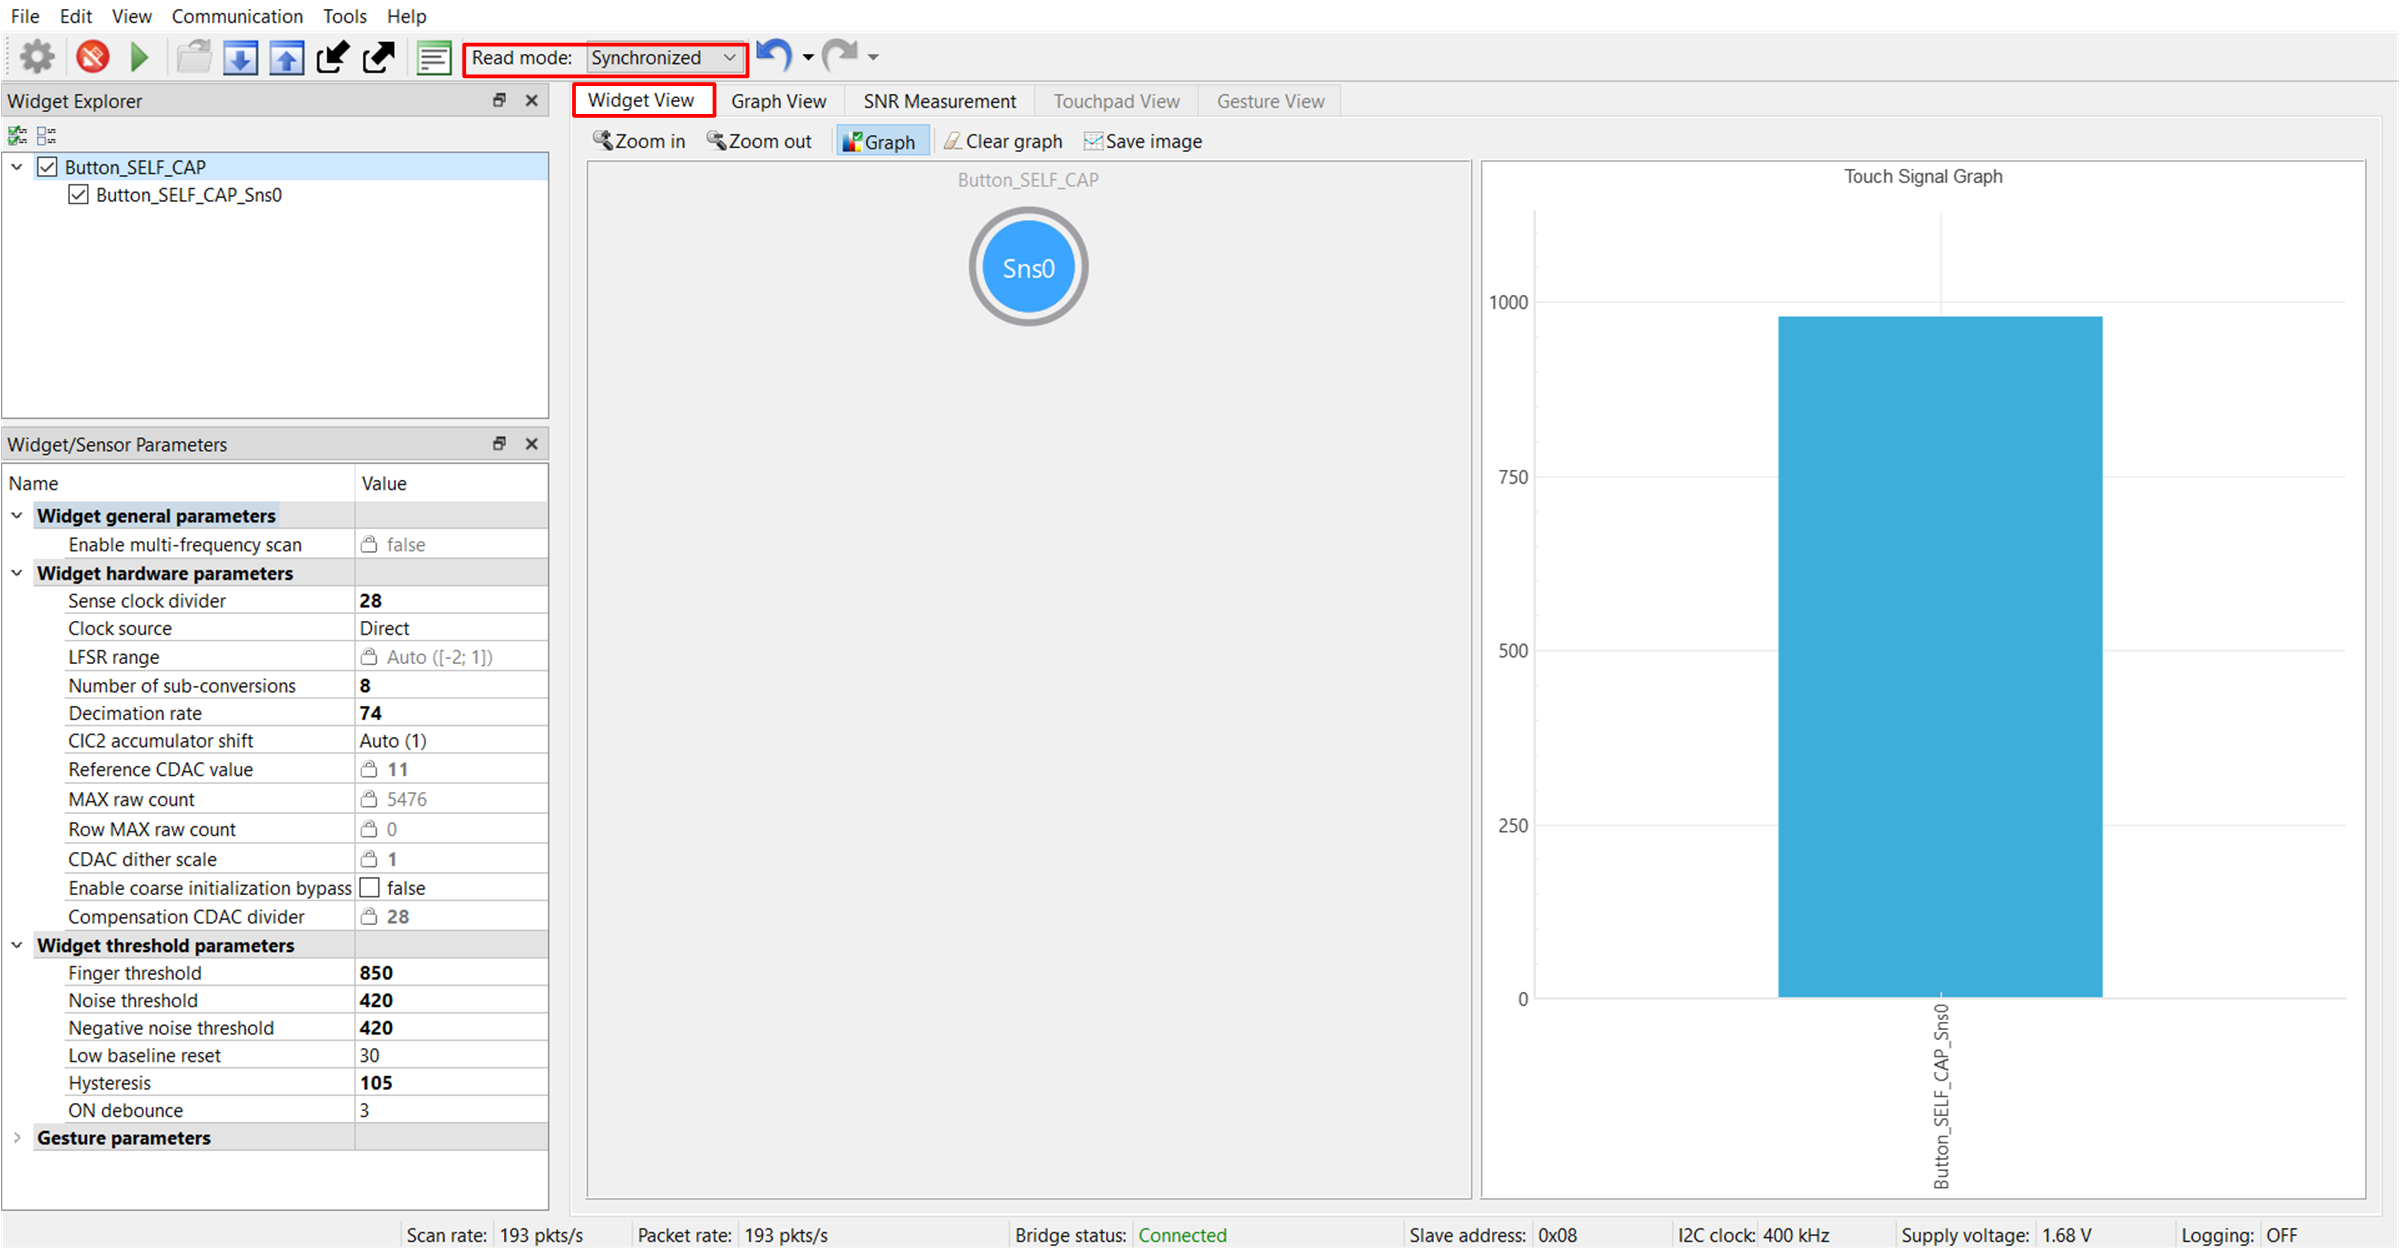 File Edit View Communication Tools Help
Read mode: Synchronized
Widget Explorer
Button_SELF_CAP
Button_SELF_CAP_Sns0
Widget/Sensor Parameters
Name Value
Widget general parameters
Enable multi-frequency scan false
Widget hardware parameters
Sense clock divider 28
Clock source Direct
LFSR range Auto ([-2; 1])
Number of sub-conversions 8
Decimation rate 74
CIC2 accumulator shift Auto (1)
Reference CDAC value 11
MAX raw count 5476
Row MAX raw count 0
CDAC dither scale 1
Enable coarse initialization bypass false
Compensation CDAC divider 28
Widget threshold parameters
Finger threshold 850
Noise threshold 420
Negative noise threshold 420
Low baseline reset 30
Hysteresis 105
ON debounce 3
Gesture parameters
Widget View Graph View SNR Measurement Touchpad View Gesture View
Zoom in Zoom out Graph Clear graph Save image
Button_SELF_CAP
Sns0
Touch Signal Graph
1000
750
500
250
0
Button_SELF_CAP_Sns0
Scan rate: 193 pkts/s Packet rate: 193 pkts/s Bridge status: Connected Slave address: 0x08 I2C clock: 400 kHz Supply voltage: 1.68 V Logging: OFF